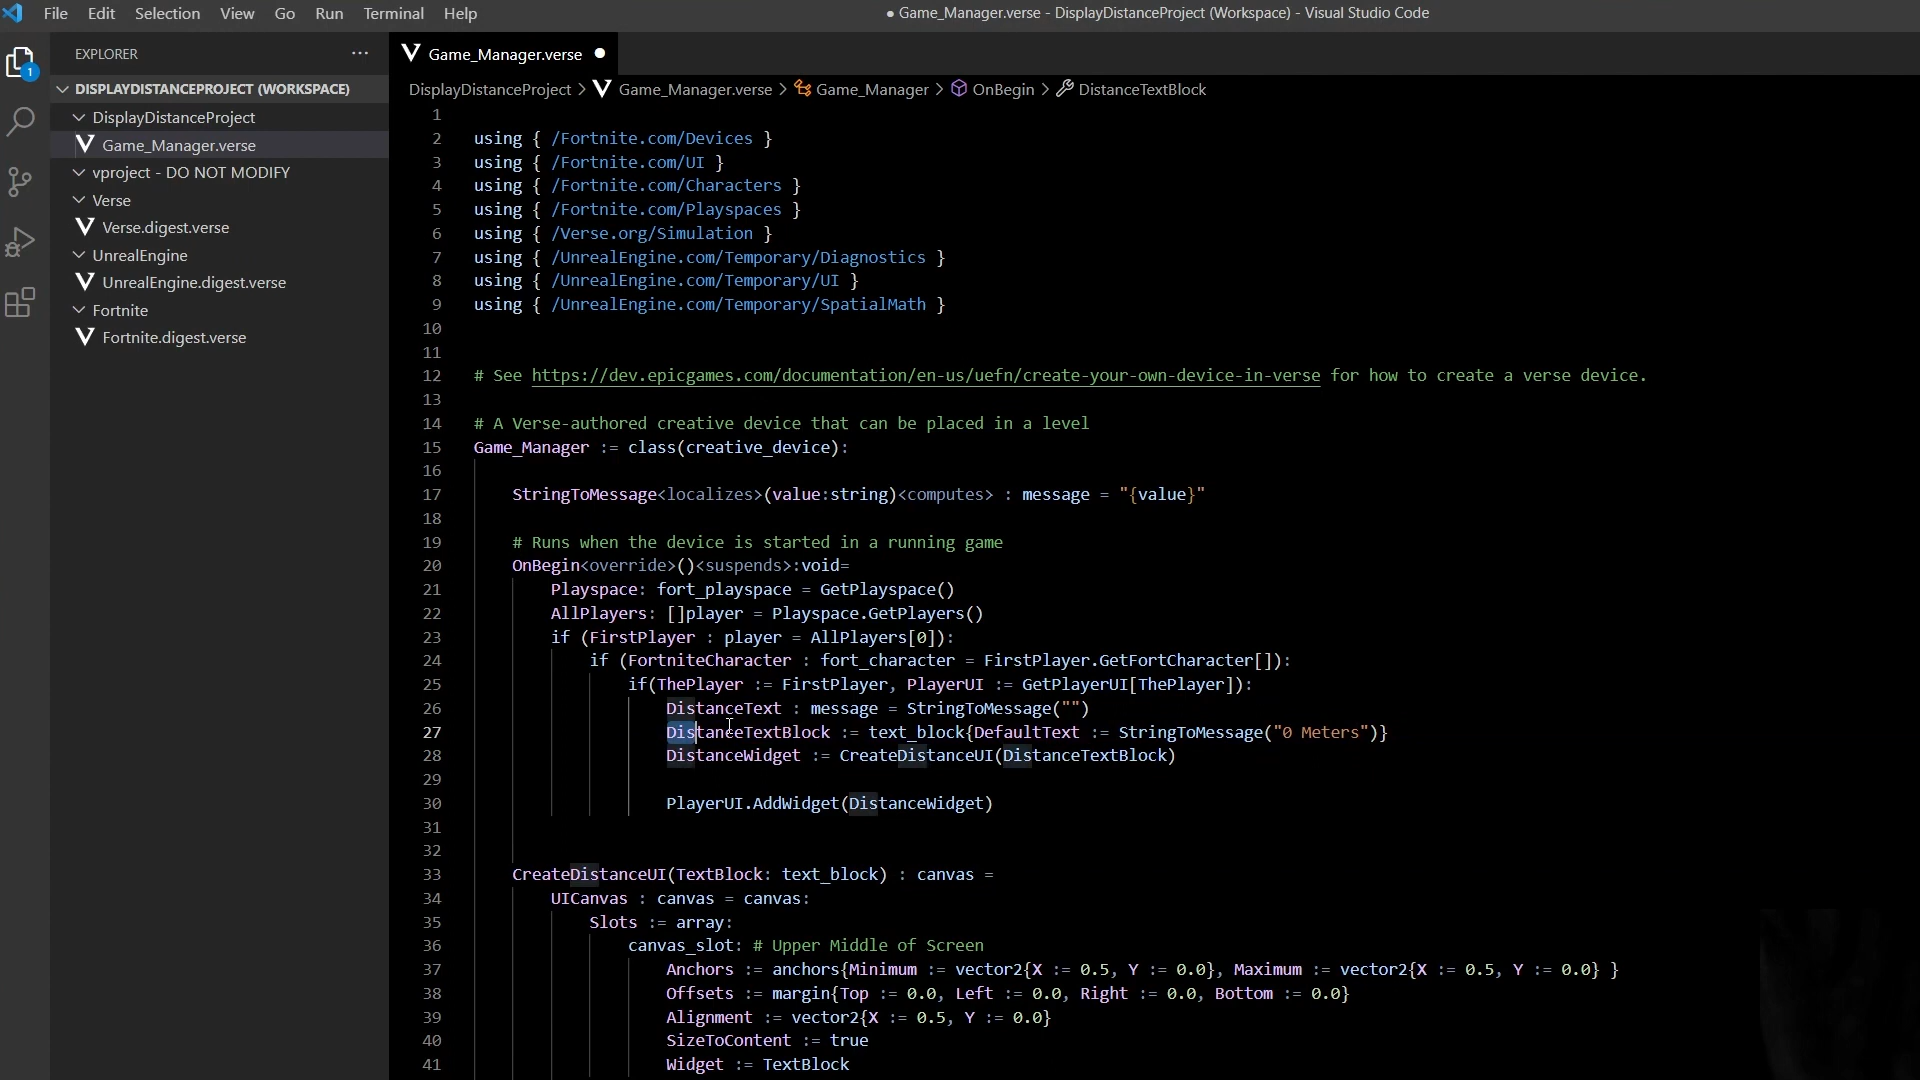 File Edit Selection View Go Run Terminal Help
● Game_Manager.verse - DisplayDistanceProject (Workspace) - Visual Studio Code
EXPLORER ···
1
DISPLAYDISTANCEPROJECT (WORKSPACE)
DisplayDistanceProject
Game_Manager.verse
vproject - DO NOT MODIFY
Verse
Verse.digest.verse
UnrealEngine
UnrealEngine.digest.verse
Fortnite
Fortnite.digest.verse
Game_Manager.verse ●
DisplayDistanceProject > Game_Manager.verse > Game_Manager > OnBegin > DistanceTextBlock
1
2 using { /Fortnite.com/Devices }
3 using { /Fortnite.com/UI }
4 using { /Fortnite.com/Characters }
5 using { /Fortnite.com/Playspaces }
6 using { /Verse.org/Simulation }
7 using { /UnrealEngine.com/Temporary/Diagnostics }
8 using { /UnrealEngine.com/Temporary/UI }
9 using { /UnrealEngine.com/Temporary/SpatialMath }
10
11
12 # See https://dev.epicgames.com/documentation/en-us/uefn/create-your-own-device-in-verse for how to create a verse device.
13
14 # A Verse-authored creative device that can be placed in a level
15 Game_Manager := class(creative_device):
16
17 StringToMessage<localizes>(value:string)<computes> : message = "{value}"
18
19 # Runs when the device is started in a running game
20 OnBegin<override>()<suspends>:void=
21 Playspace: fort_playspace = GetPlayspace()
22 AllPlayers: []player = Playspace.GetPlayers()
23 if (FirstPlayer : player = AllPlayers[0]):
24 if (FortniteCharacter : fort_character = FirstPlayer.GetFortCharacter[]):
25 if(ThePlayer := FirstPlayer, PlayerUI := GetPlayerUI[ThePlayer]):
26 DistanceText : message = StringToMessage("")
27 DistanceTextBlock := text_block{DefaultText := StringToMessage("0 Meters")}
28 DistanceWidget := CreateDistanceUI(DistanceTextBlock)
29
30 PlayerUI.AddWidget(DistanceWidget)
31
32
33 CreateDistanceUI(TextBlock: text_block) : canvas =
34 UICanvas : canvas = canvas:
35 Slots := array:
36 canvas_slot: # Upper Middle of Screen
37 Anchors := anchors{Minimum := vector2{X := 0.5, Y := 0.0}, Maximum := vector2{X := 0.5, Y := 0.0} }
38 Offsets := margin{Top := 0.0, Left := 0.0, Right := 0.0, Bottom := 0.0}
39 Alignment := vector2{X := 0.5, Y := 0.0}
40 SizeToContent := true
41 Widget := TextBlock